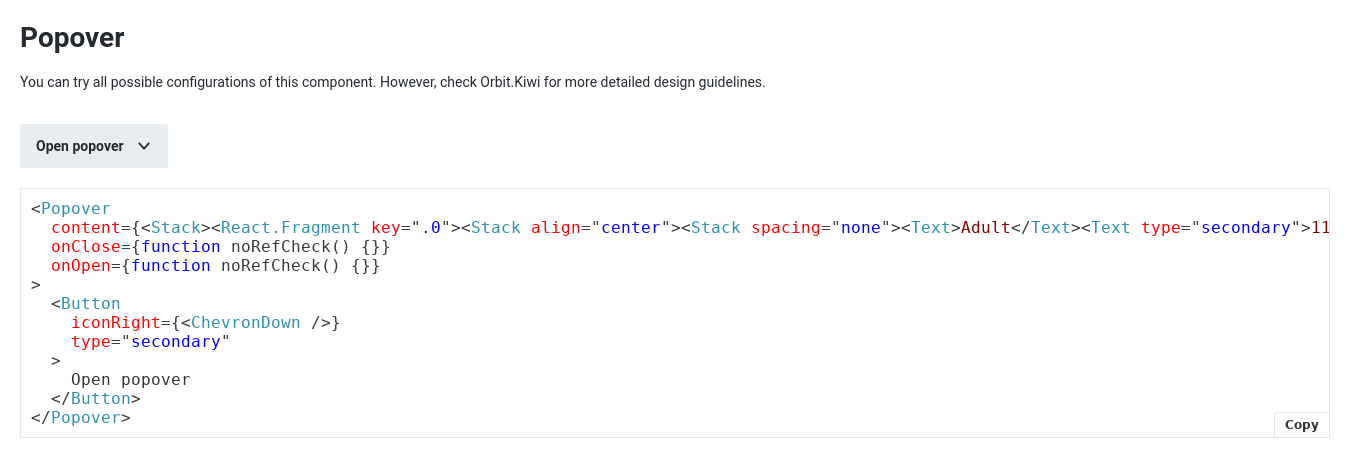 Popover
You can try all possible configurations of this component. However, check Orbit.Kiwi for more detailed design guidelines.
Open popover
<Popover
  content={<Stack><React.Fragment key=".0"><Stack align="center"><Stack spacing="none"><Text>Adult</Text><Text type="secondary">11
  onClose={function noRefCheck() {}}
  onOpen={function noRefCheck() {}}
>
  <Button
    iconRight={<ChevronDown />}
    type="secondary"
  >
    Open popover
  </Button>
</Popover>
Copy